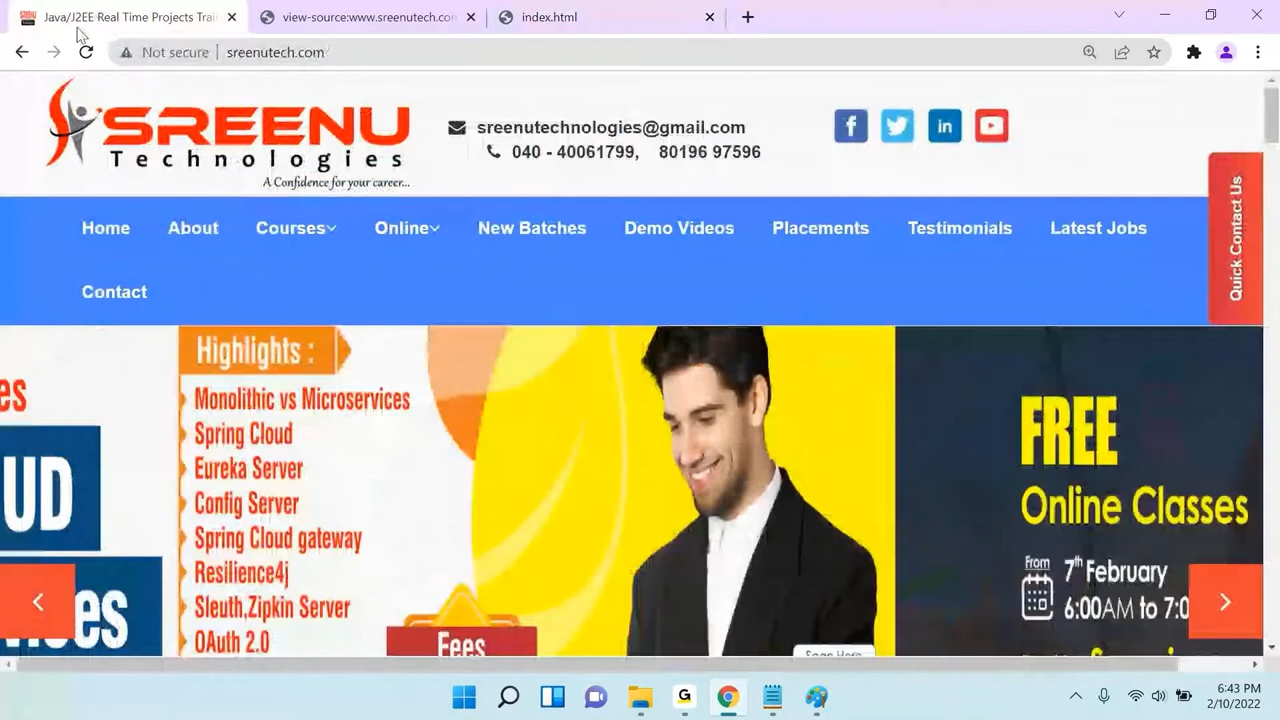 Java/J2EE Real Time Projects Trai
view-source:www.sreenutech.com
index.html
Not secure
sreenutech.com
SREENU
Technologies
A Confidence for your career...
sreenutechnologies@gmail.com
040 - 40061799, 80196 97596
Quick Contact Us
Home About Courses Online New Batches Demo Videos Placements Testimonials Latest Jobs
Contact
es
UD
Highlights :
Monolithic vs Microservices
Spring Cloud
Eureka Server
Config Server
Spring Cloud gateway
Resilience4j
Sleuth,Zipkin Server
OAuth 2.0
Fees
FREE
Online Classes
From
7th February
6:00AM to 7:0
6:43 PM
2/10/2022